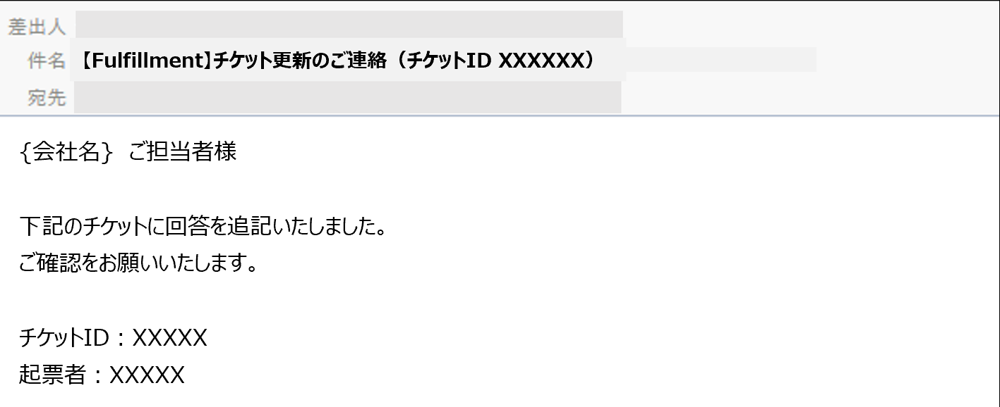 差出人
件名 【Fulfillment】チケット更新のご連絡（チケットID XXXXXX）
宛先
{会社名} ご担当者様
下記のチケットに回答を追記いたしました。
ご確認をお願いいたします。
チケットID：XXXXX
起票者：XXXXX